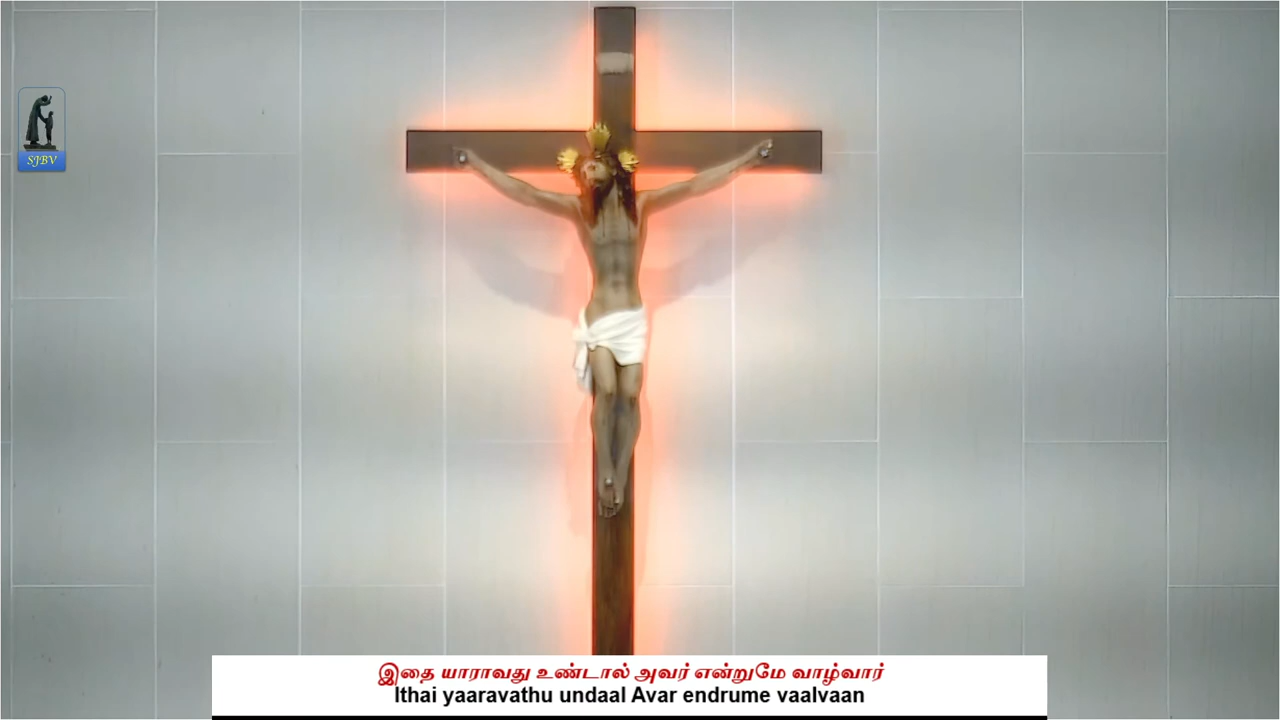 SJBV
இதை யாராவது உண்டால் அவர் என்றுமே வாழ்வார்
Ithai yaaravathu undaal Avar endrume vaalvaan